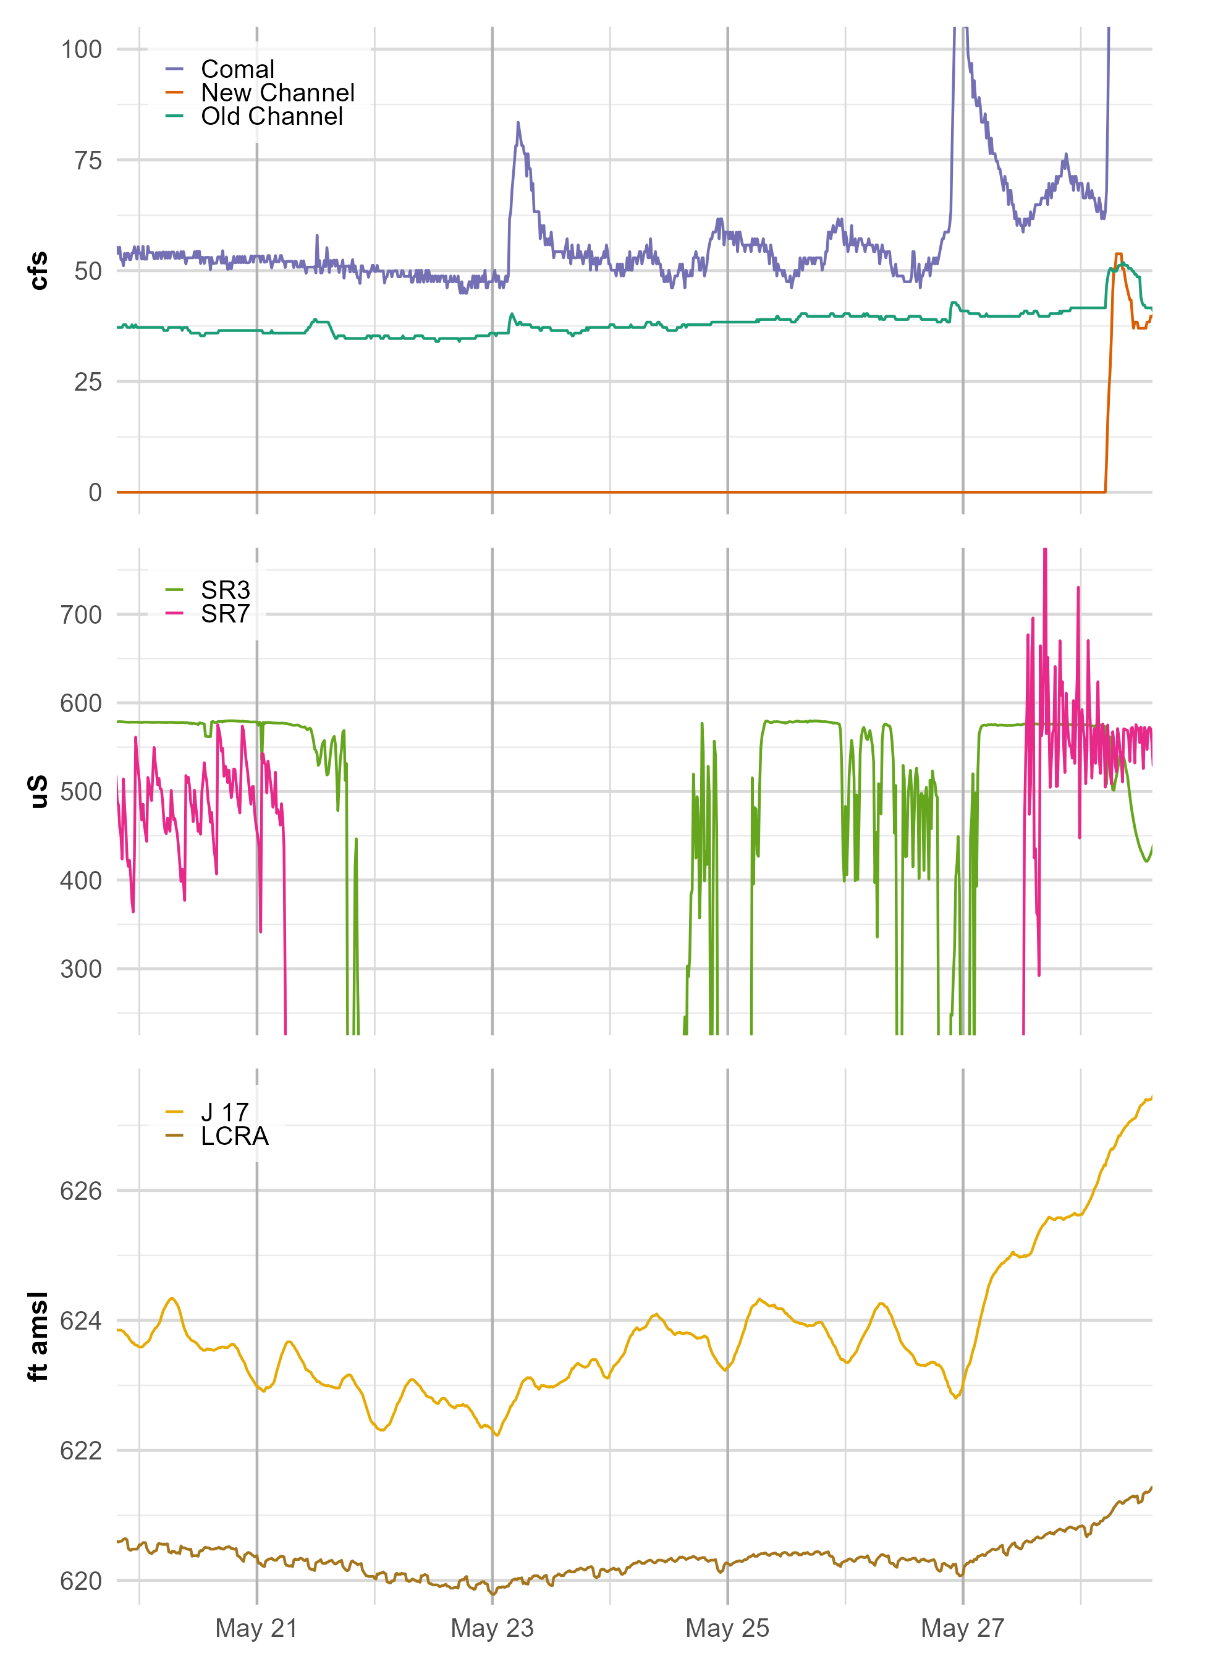 100
75
50
25
0
cfs
Comal
New Channel
Old Channel
700
600
500
400
300
uS
SR3
SR7
626
624
622
620
ft amsl
J 17
LCRA
May 21 May 23 May 25 May 27